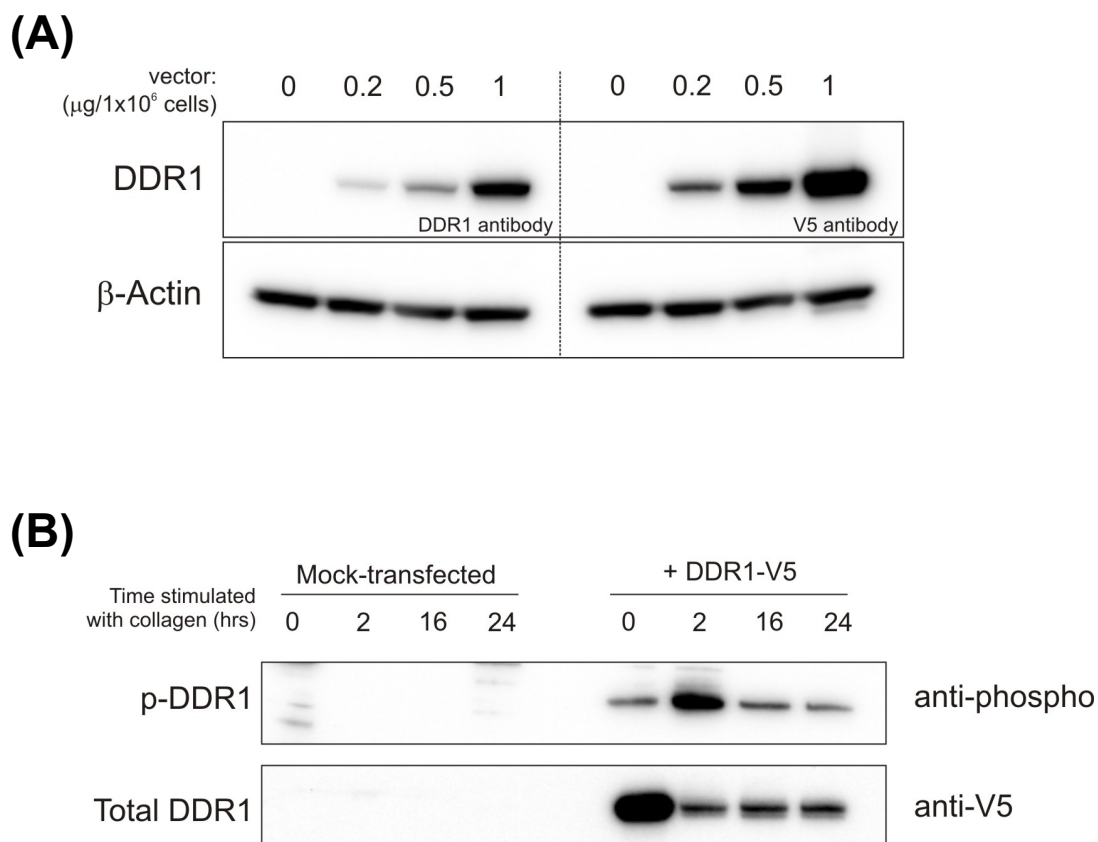 (A)
vector:
(μg/1x10⁶ cells)
0 0.2 0.5 1 0 0.2 0.5 1
DDR1
DDR1 antibody V5 antibody
β-Actin
(B)
Mock-transfected + DDR1-V5
Time stimulated
with collagen (hrs)
0 2 16 24 0 2 16 24
p-DDR1 anti-phospho
Total DDR1 anti-V5